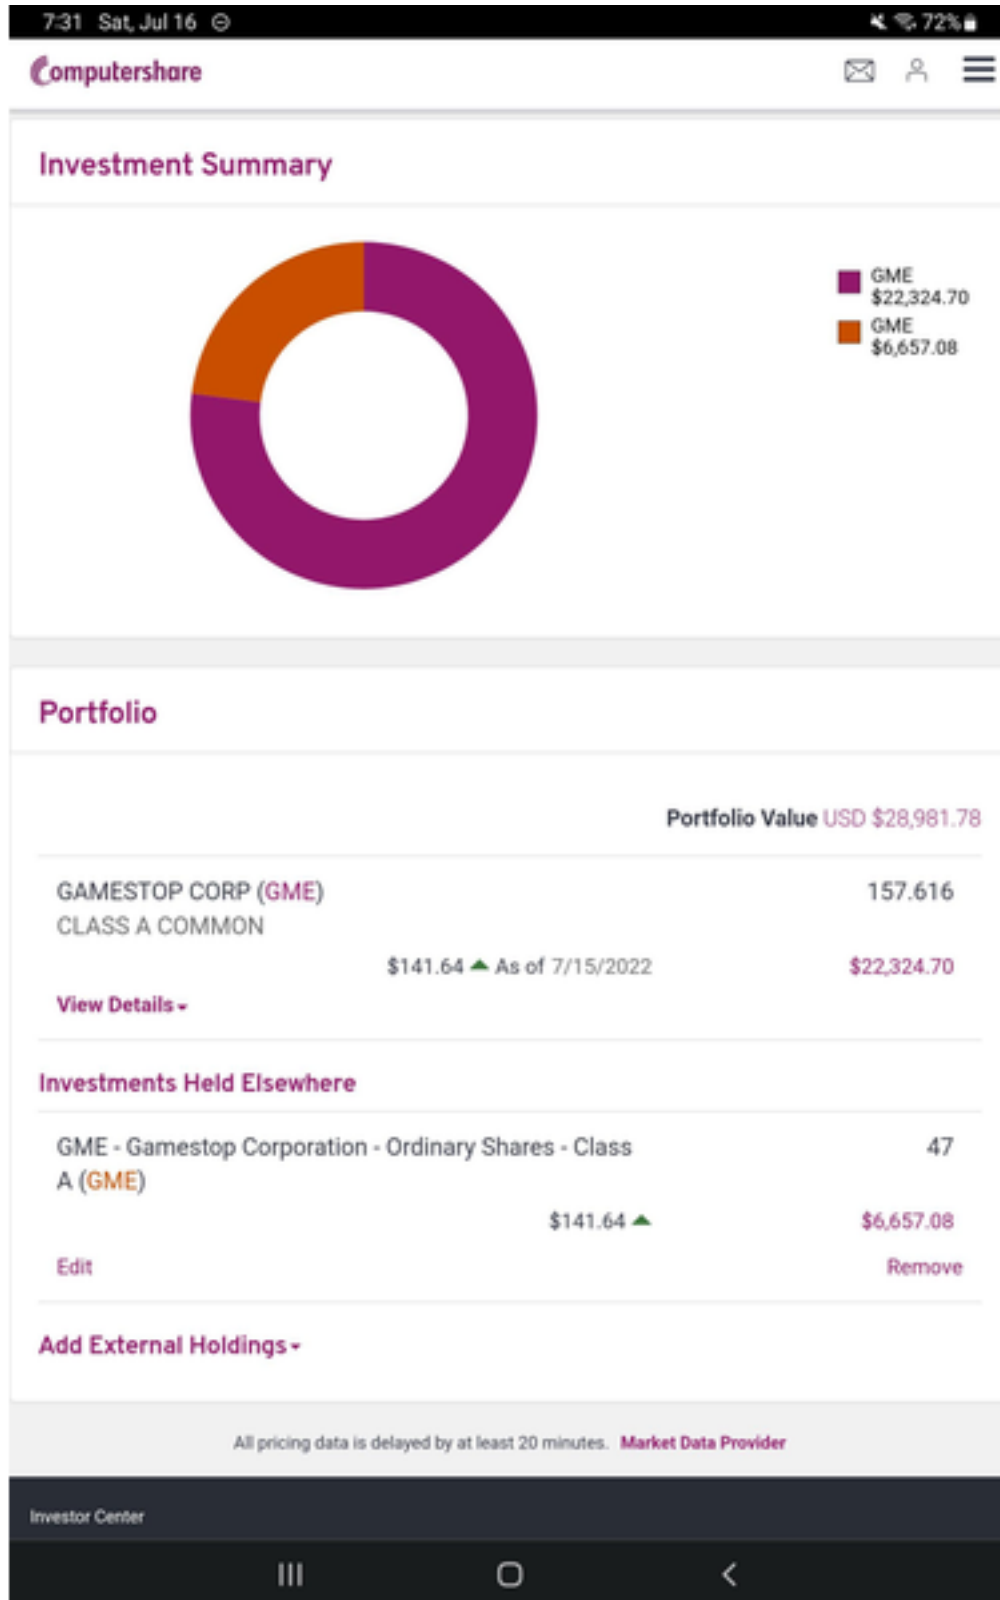 7:31 Sat, Jul 16
72%
Computershare
Investment Summary
GME
$22,324.70
GME
$6,657.08
Portfolio
Portfolio Value USD $28,981.78
GAMESTOP CORP (GME) 157.616
CLASS A COMMON
$141.64 As of 7/15/2022 $22,324.70
View Details
Investments Held Elsewhere
GME - Gamestop Corporation - Ordinary Shares - Class 47
A (GME)
$141.64 $6,657.08
Edit Remove
Add External Holdings
All pricing data is delayed by at least 20 minutes. Market Data Provider
Investor Center